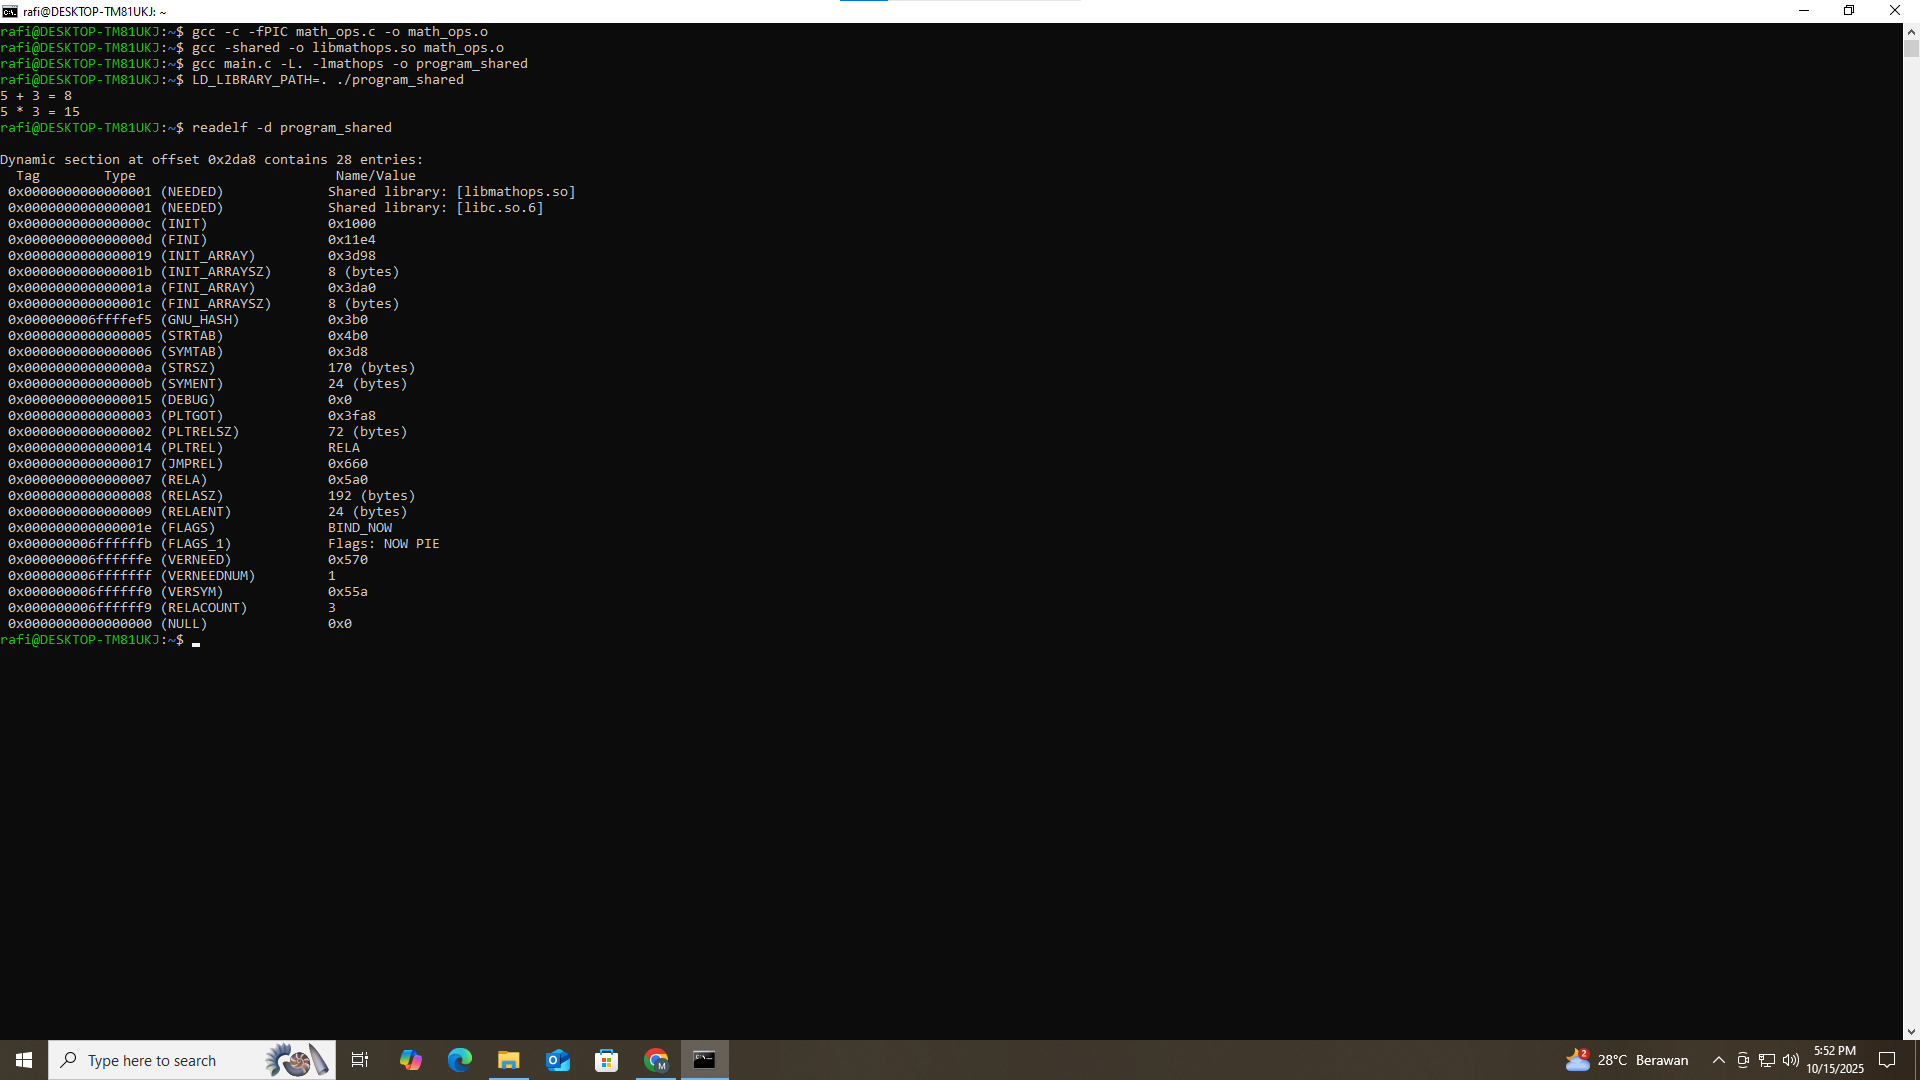 rafi@DESKTOP-TM81UKJ: ~
rafi@DESKTOP-TM81UKJ:~$ gcc -c -fPIC math_ops.c -o math_ops.o
rafi@DESKTOP-TM81UKJ:~$ gcc -shared -o libmathops.so math_ops.o
rafi@DESKTOP-TM81UKJ:~$ gcc main.c -L. -lmathops -o program_shared
rafi@DESKTOP-TM81UKJ:~$ LD_LIBRARY_PATH=. ./program_shared
5 + 3 = 8
5 * 3 = 15
rafi@DESKTOP-TM81UKJ:~$ readelf -d program_shared
Dynamic section at offset 0x2da8 contains 28 entries:
Tag Type Name/Value
0x0000000000000001 (NEEDED) Shared library: [libmathops.so]
0x0000000000000001 (NEEDED) Shared library: [libc.so.6]
0x000000000000000c (INIT) 0x1000
0x000000000000000d (FINI) 0x11e4
0x0000000000000019 (INIT_ARRAY) 0x3d98
0x000000000000001b (INIT_ARRAYSZ) 8 (bytes)
0x000000000000001a (FINI_ARRAY) 0x3da0
0x000000000000001c (FINI_ARRAYSZ) 8 (bytes)
0x000000006ffffef5 (GNU_HASH) 0x3b0
0x0000000000000005 (STRTAB) 0x4b0
0x0000000000000006 (SYMTAB) 0x3d8
0x000000000000000a (STRSZ) 170 (bytes)
0x000000000000000b (SYMENT) 24 (bytes)
0x0000000000000015 (DEBUG) 0x0
0x0000000000000003 (PLTGOT) 0x3fa8
0x0000000000000002 (PLTRELSZ) 72 (bytes)
0x0000000000000014 (PLTREL) RELA
0x0000000000000017 (JMPREL) 0x660
0x0000000000000007 (RELA) 0x5a0
0x0000000000000008 (RELASZ) 192 (bytes)
0x0000000000000009 (RELAENT) 24 (bytes)
0x000000000000001e (FLAGS) BIND_NOW
0x000000006ffffffb (FLAGS_1) Flags: NOW PIE
0x000000006ffffffe (VERNEED) 0x570
0x000000006fffffff (VERNEEDNUM) 1
0x000000006ffffff0 (VERSYM) 0x55a
0x000000006ffffff9 (RELACOUNT) 3
0x0000000000000000 (NULL) 0x0
rafi@DESKTOP-TM81UKJ:~$
Type here to search
M
2
28°C Berawan
5:52 PM
10/15/2025